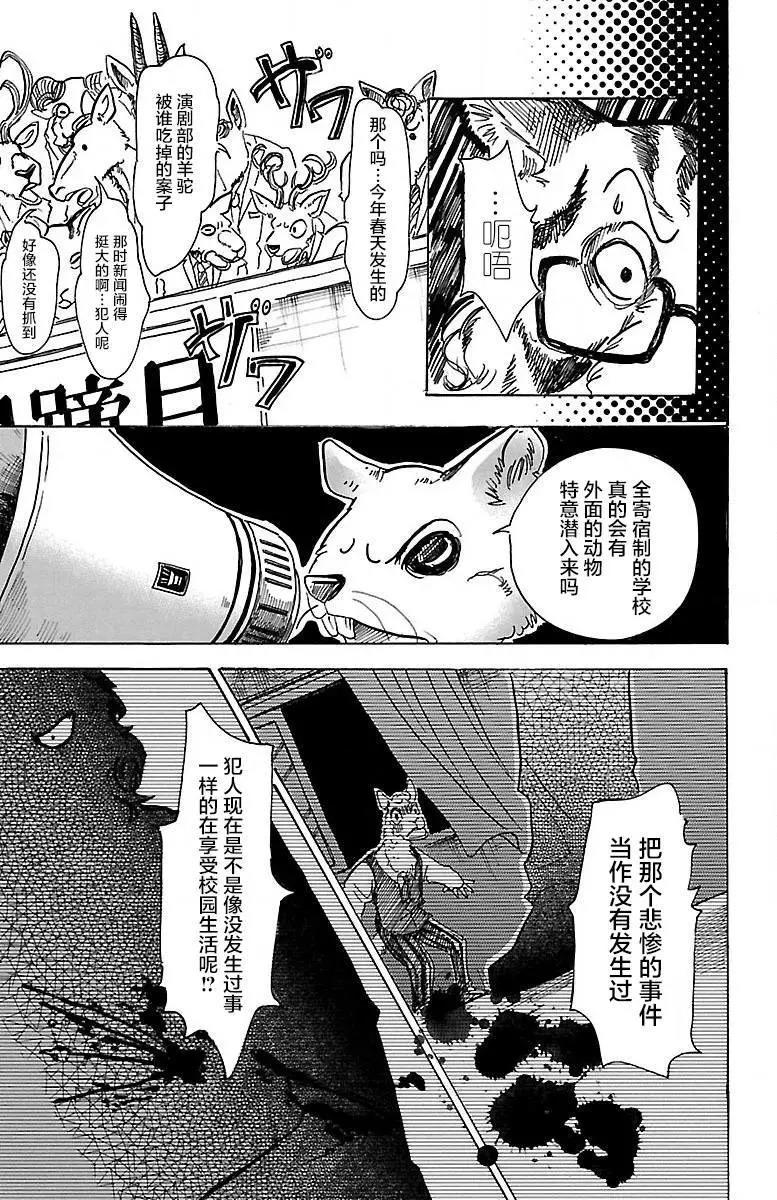 …呃唔
ザワ
那个吗…今年春天发生的
演剧部的羊驼
被谁吃掉的案子
那时新闻闹得
挺大的啊…犯人呢
好像还没有抓到
ザワ
蹄目
全寄宿制的学校
真的会有
外面的动物
特意潜入来吗
把那个悲惨的事件
当作没有发生过
犯人现在是不是像没发生过事
一样的在享受校园生活呢!?